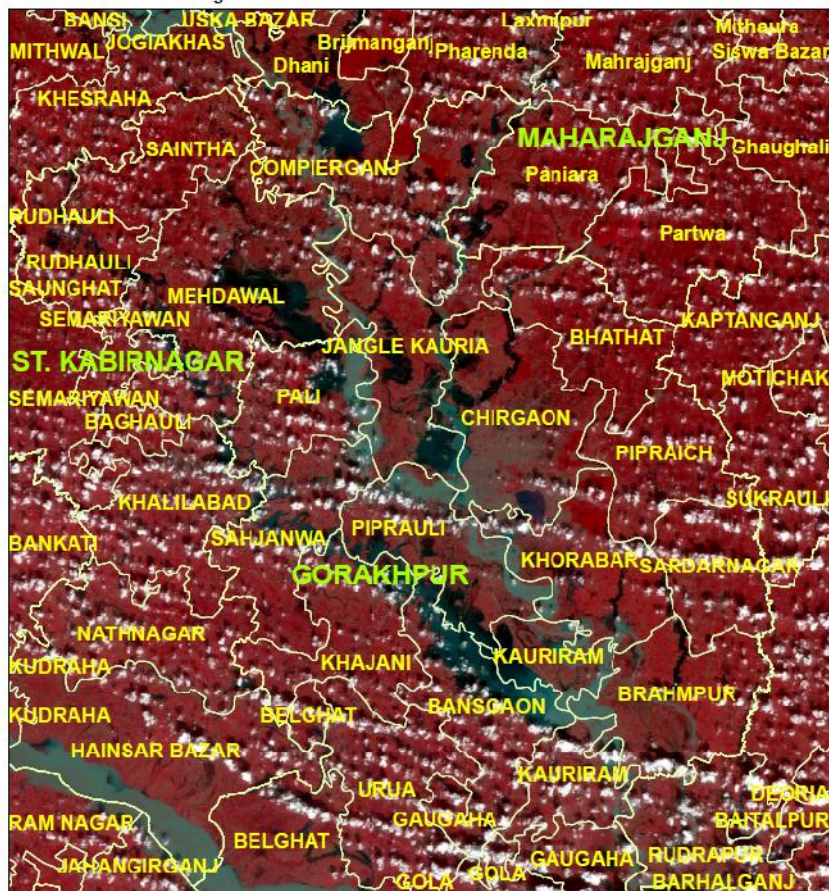 BANSI
USKA BAZAR
Laxmipur
Mithaura
MITHWAL
JOGIAKHAS
Brijmanganj
Pharenda
Siswa Bazar
Dhani
Mahrajganj
KHESRAHA
SAINTHA
MAHARAJGANJ
Ghaughali
COMPIERGANJ
Paniara
RUDHAULI
Partwa
RUDHAULI
SAUNGHAT
MEHDAWAL
SEMARIYAWAN
KAPTANGANJ
JANGLE KAURIA
BHATHAT
ST. KABIRNAGAR
MOTICHAK
SEMARIYAWAN
PALI
BAGHAULI
CHIRGAON
PIPRAICH
KHALILABAD
SUKRAULI
PIPRAULI
BANKATI
SAHJANWA
KHORABAR
SARDARNAGAR
GORAKHPUR
NATHNAGAR
KAURIRAM
KUDRAHA
KHAJANI
BRAHMPUR
KUDRAHA
BELGHAT
BANSGAON
HAINSAR BAZAR
KAURIRAM
URUA
DEORIA
RAM NAGAR
GAUGAHA
BAITALPUR
BELGHAT
JAHANGIRGANJ
GAUGAHA
RUDRAPUR
GOLA
GOLA
BARHALGANJ